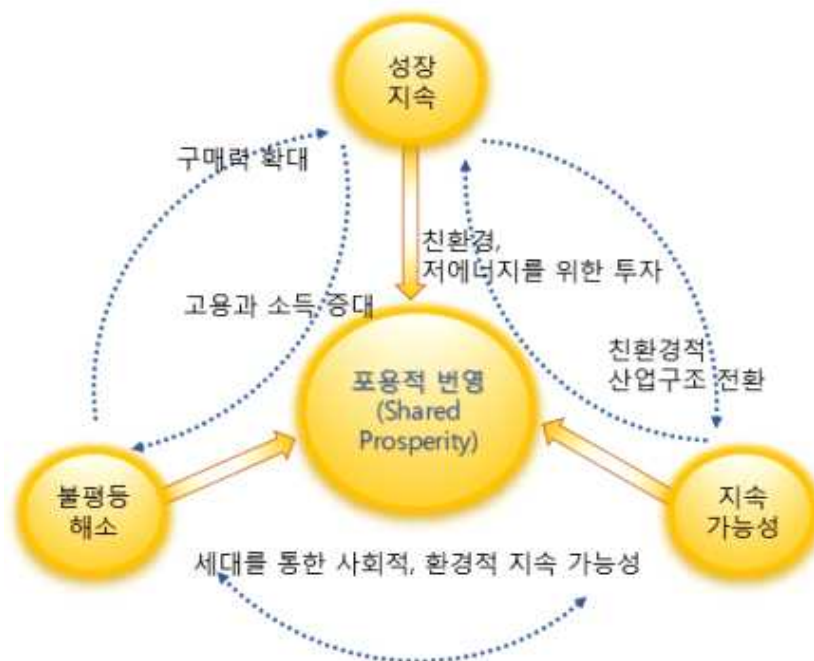 성장
지속
구매력 확대
친환경,
저에너지를 위한 투자
고용과 소득 증대
친환경적
산업구조 전환
포용적 번영
(Shared
Prosperity)
불평등
해소
지속
가능성
세대를 통한 사회적, 환경적 지속 가능성